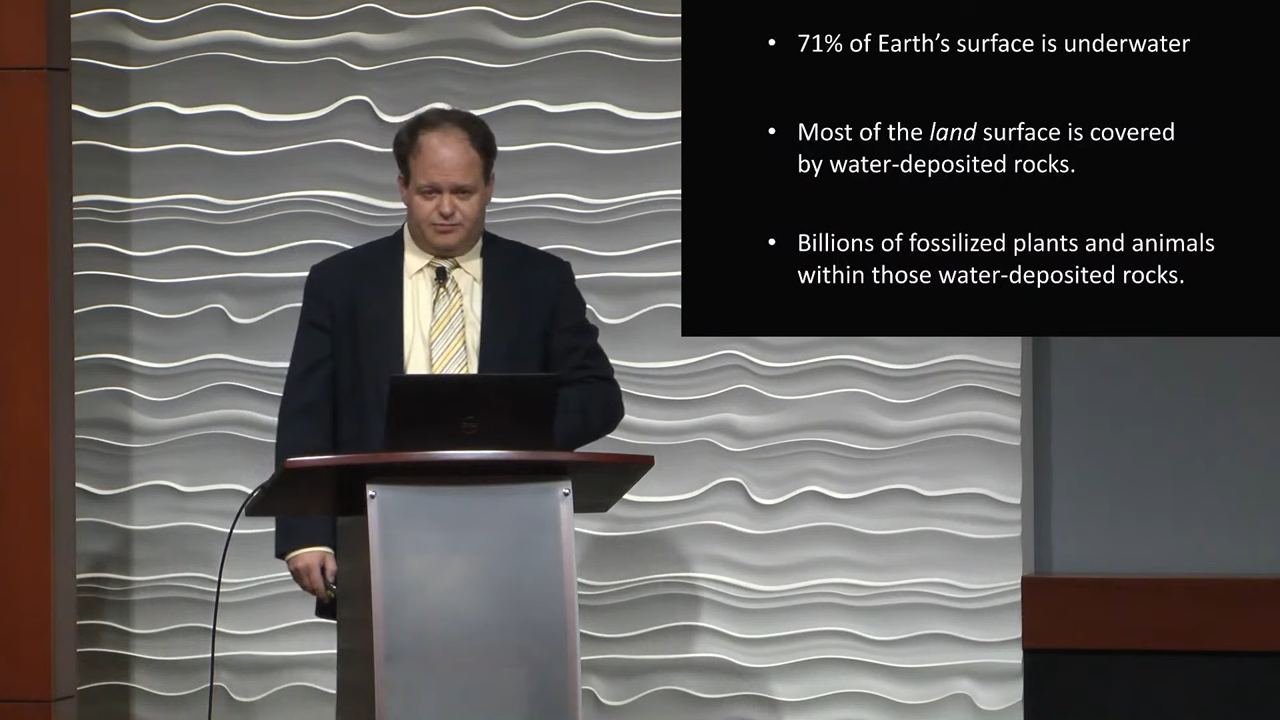 • 71% of Earth's surface is underwater
• Most of the land surface is covered
by water-deposited rocks.
• Billions of fossilized plants and animals
within those water-deposited rocks.